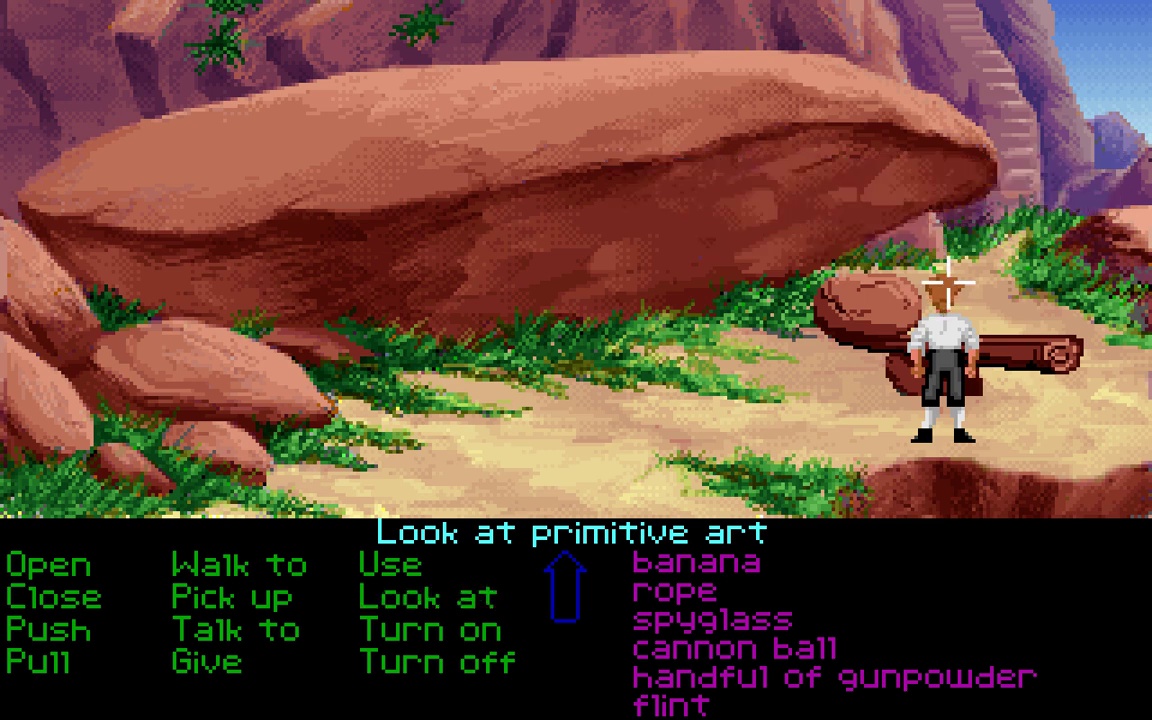 Look at primitive art
Open Walk to Use
Close Pick up Look at
Push Talk to Turn on
Pull Give Turn off
banana
rope
spyglass
cannon ball
handful of gunpowder
flint